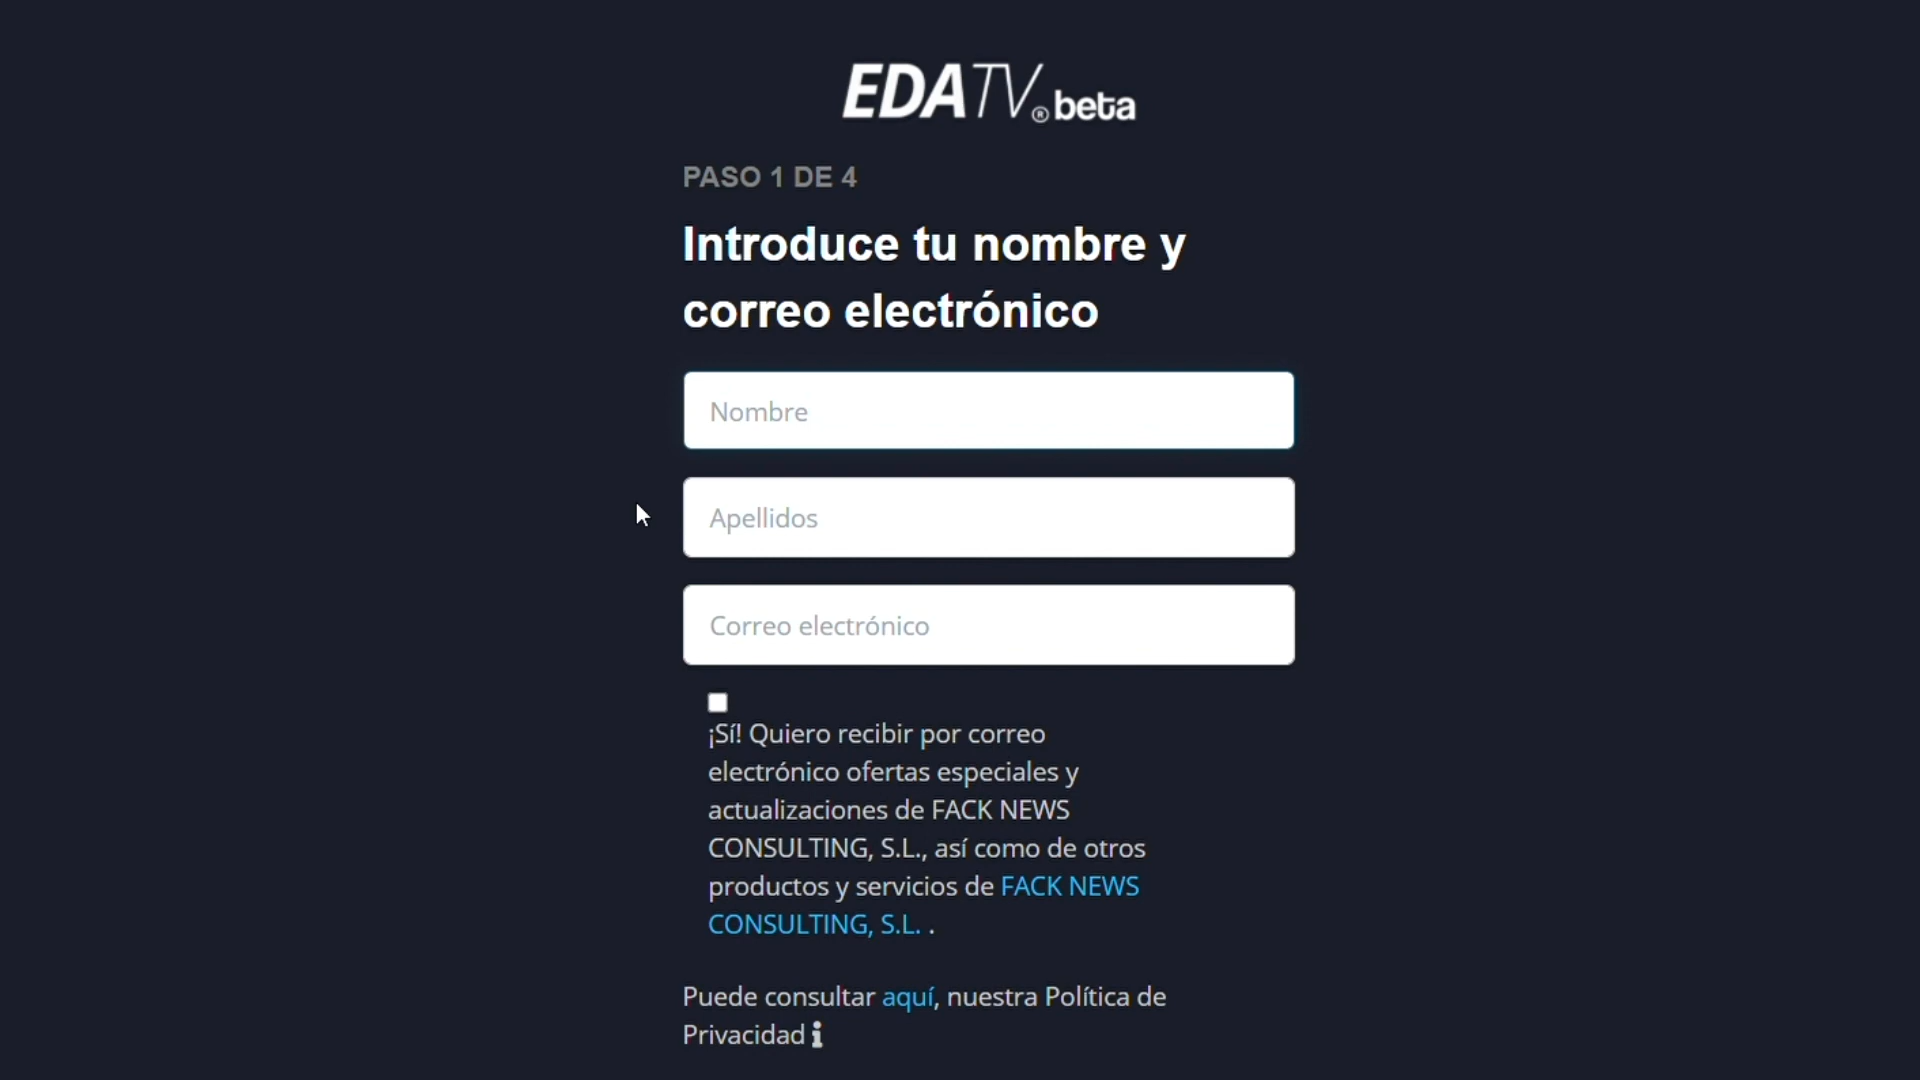 EDATV® beta
PASO 1 DE 4
Introduce tu nombre y
correo electrónico
Nombre
Apellidos
Correo electrónico
¡Sí! Quiero recibir por correo
electrónico ofertas especiales y
actualizaciones de FACK NEWS
CONSULTING, S.L., así como de otros
productos y servicios de FACK NEWS
CONSULTING, S.L. .
Puede consultar aquí, nuestra Política de
Privacidad